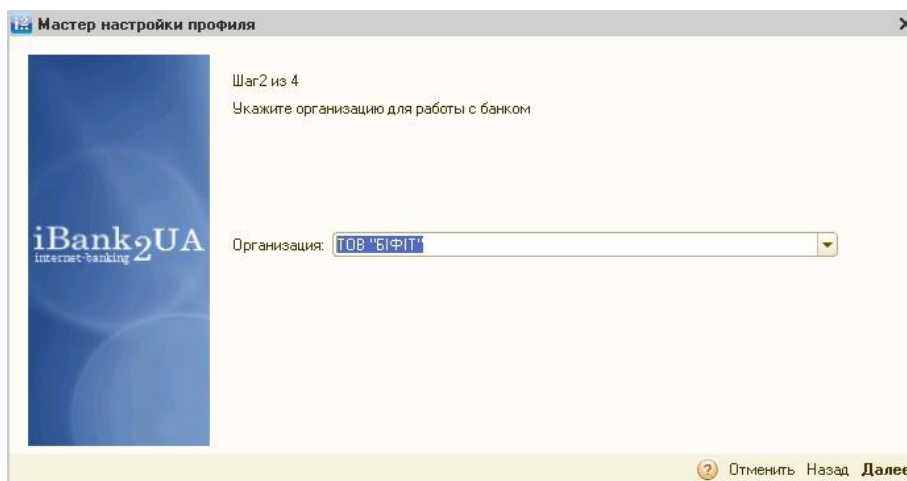 Мастер настройки профиля
Шаг2 из 4
Укажите организацию для работы с банком
iBank2UA
internet-banking
Организация: ТОВ "БІФІТ"
Отменить Назад Далее